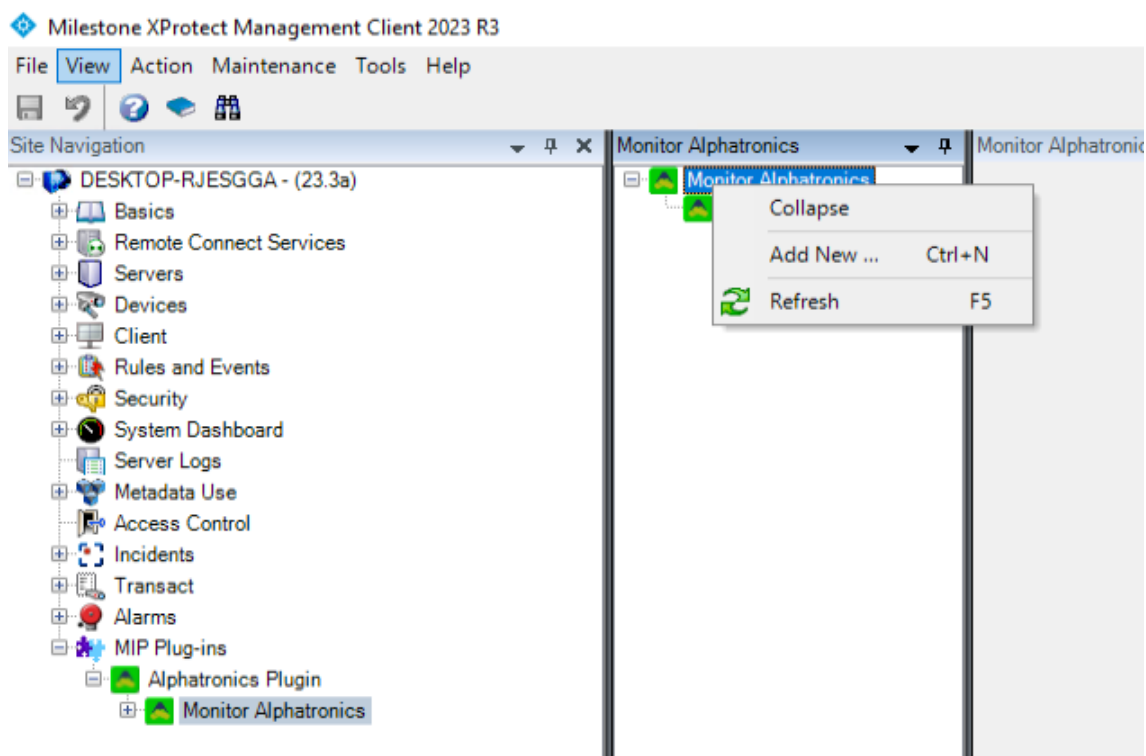 Milestone XProtect Management Client 2023 R3
File View Action Maintenance Tools Help
Site Navigation
DESKTOP-RJESGGA - (23.3a)
Basics
Remote Connect Services
Servers
Devices
Client
Rules and Events
Security
System Dashboard
Server Logs
Metadata Use
Access Control
Incidents
Transact
Alarms
MIP Plug-ins
Alphatronics Plugin
Monitor Alphatronics
Monitor Alphatronics
Monitor Alphatronics
Collapse
Add New ... Ctrl+N
Refresh F5
Monitor Alphatronic